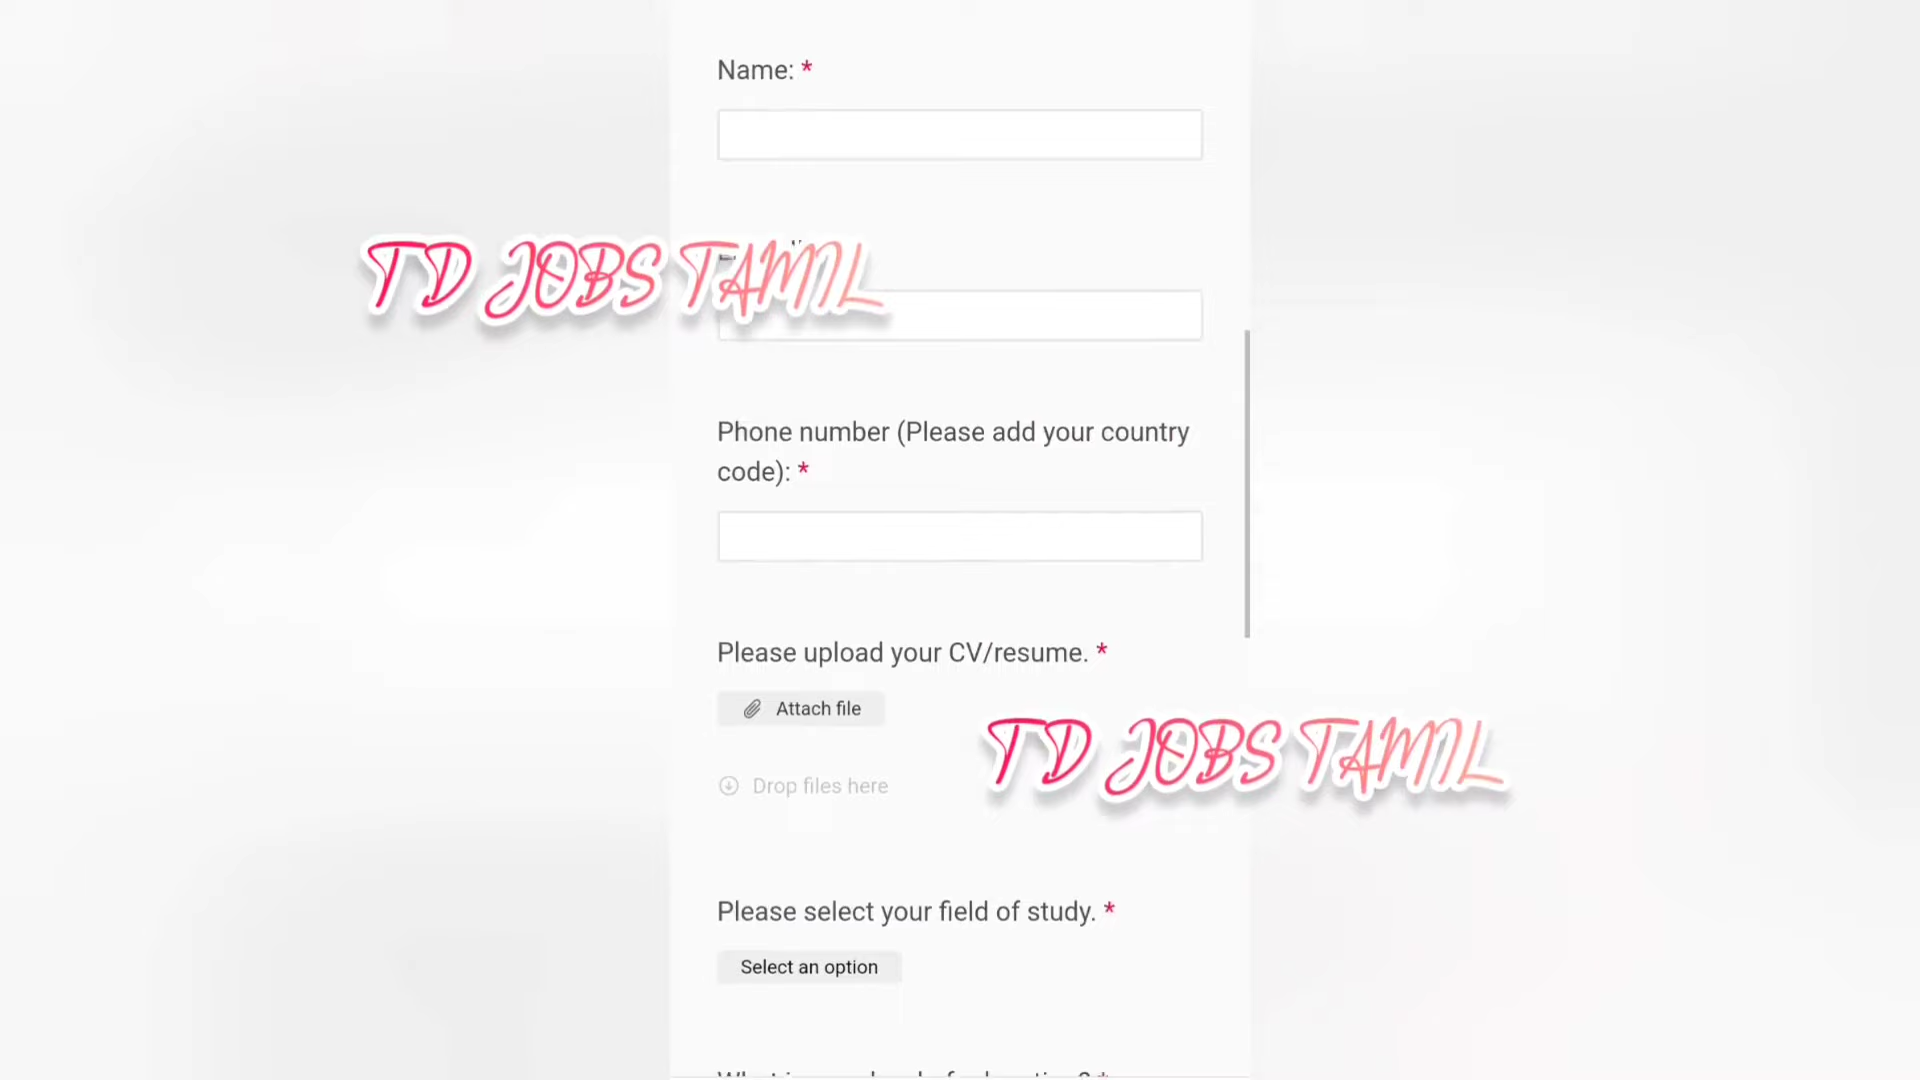 Name: *
TD JOBS TAMIL
Phone number (Please add your country
code): *
Please upload your CV/resume. *
Attach file
TD JOBS TAMIL
Drop files here
Please select your field of study. *
Select an option